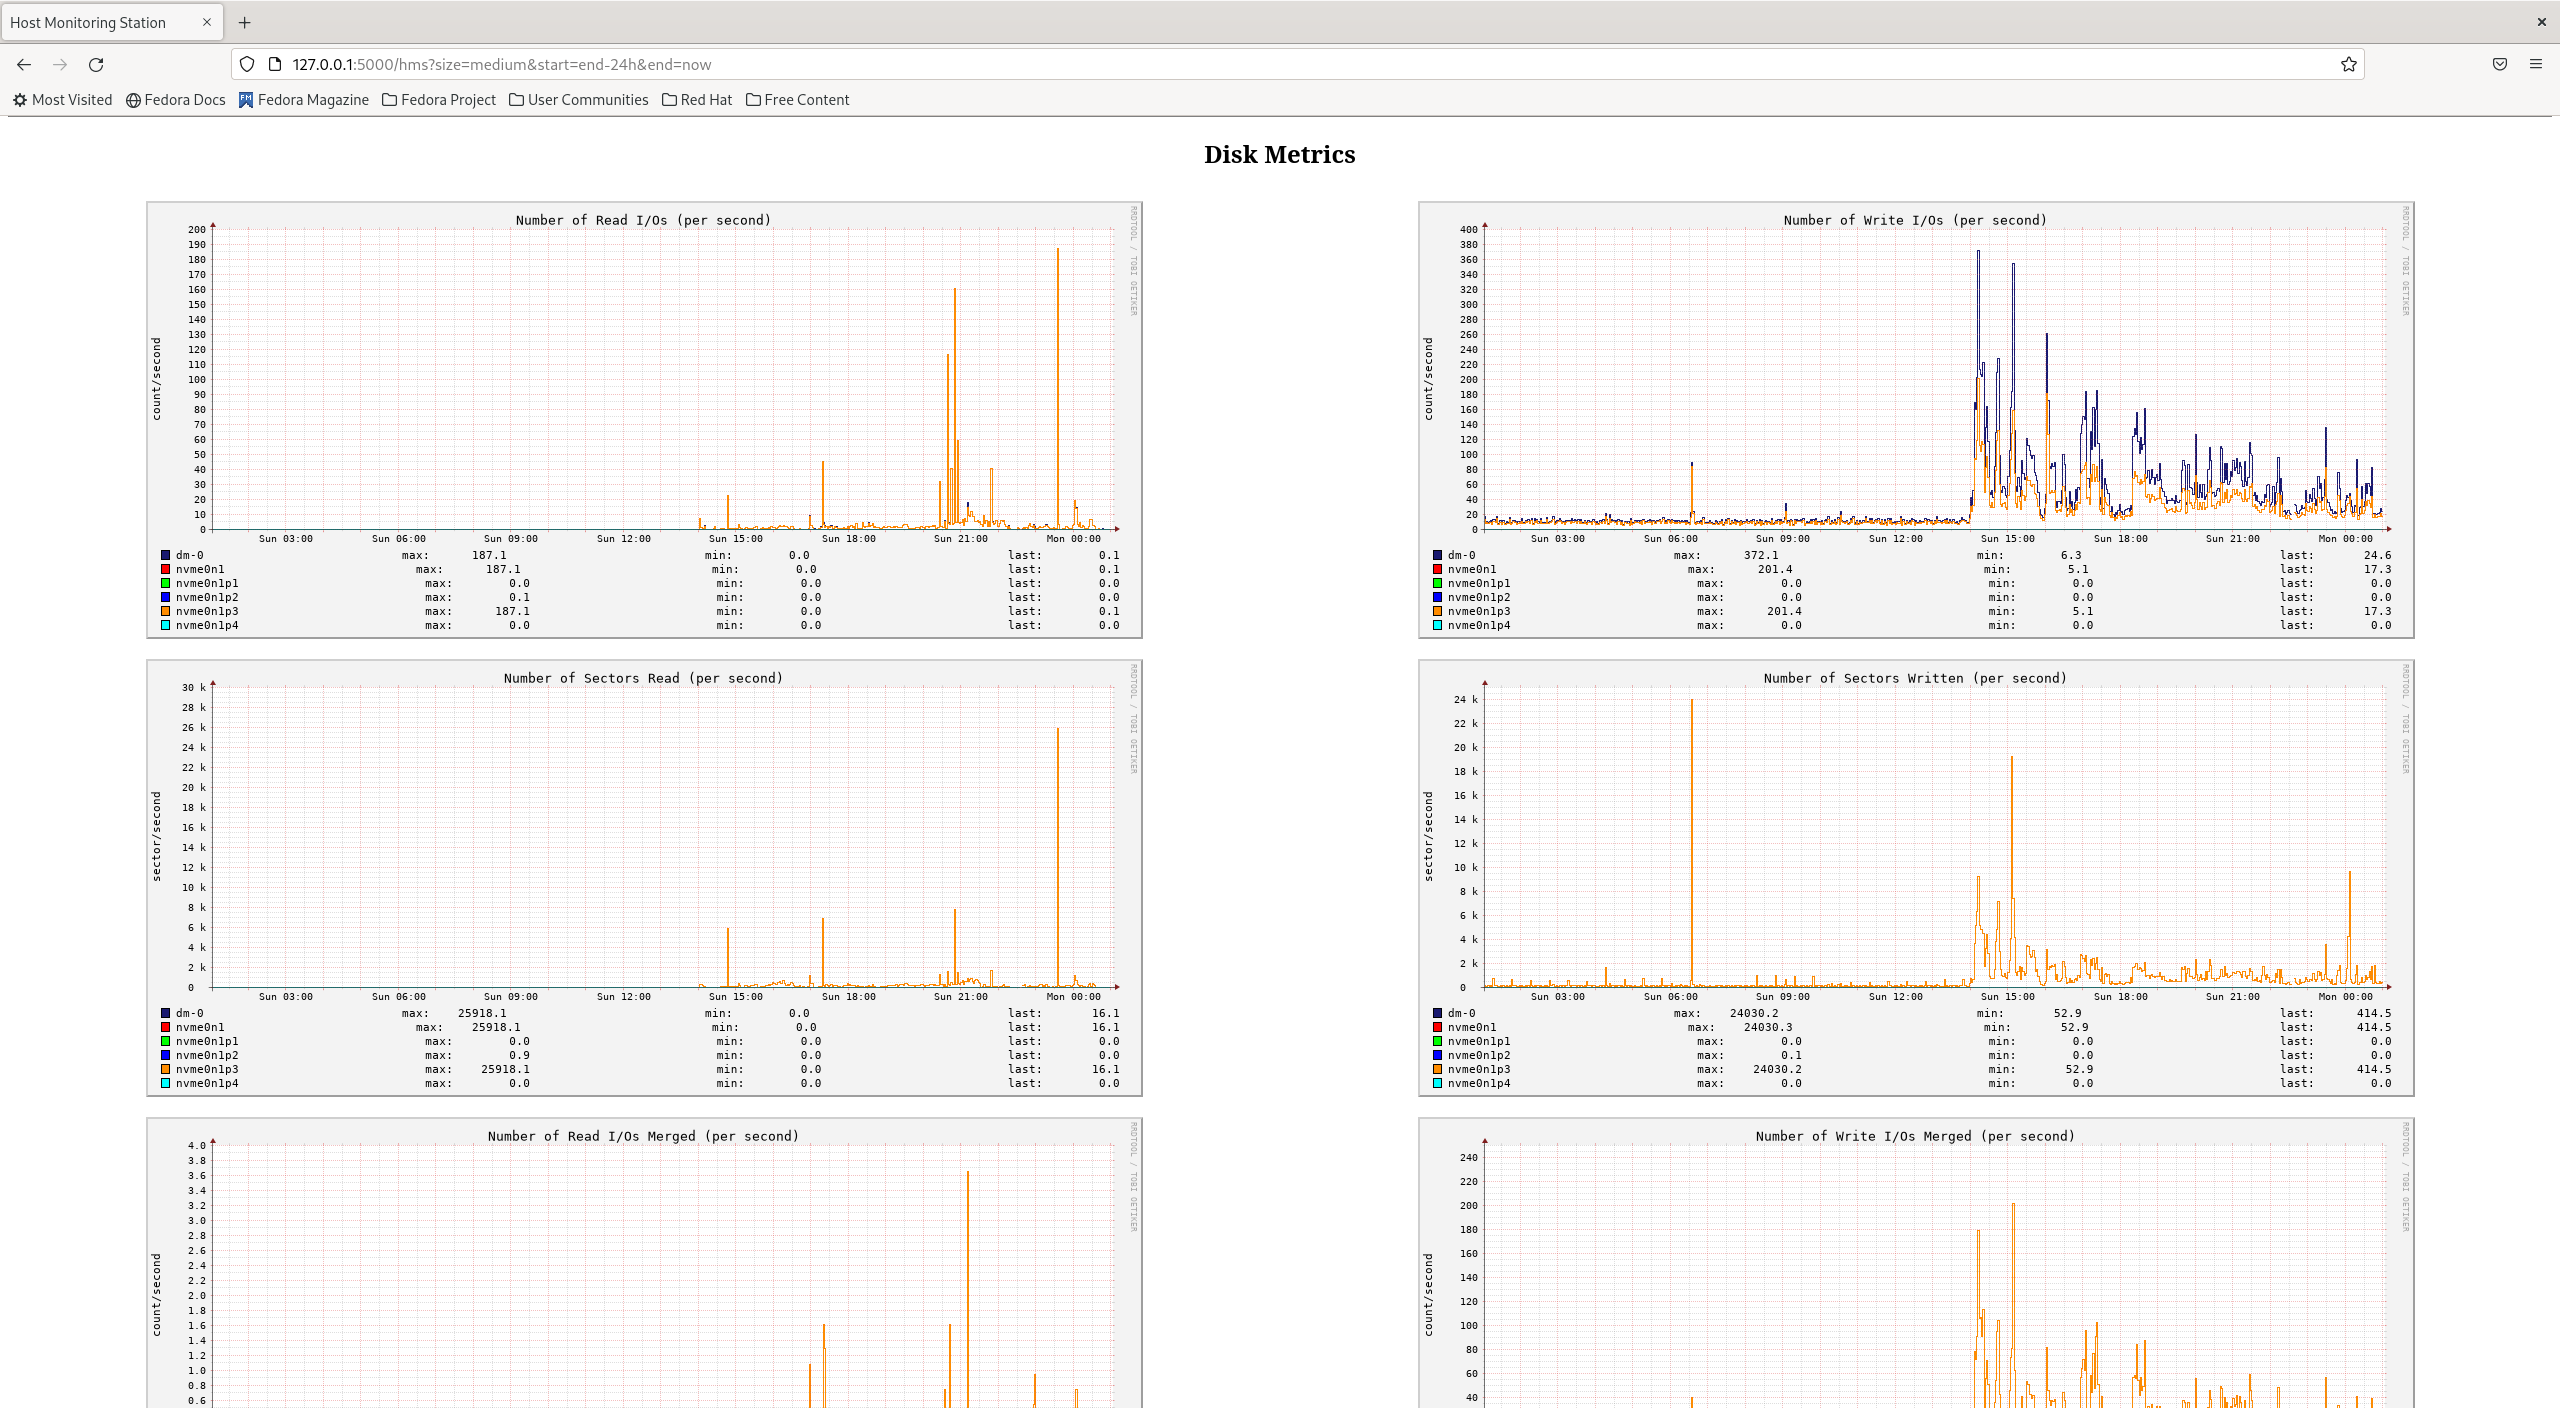 Host Monitoring Station
127.0.0.1:5000/hms?size=medium&start=end-24h&end=now
Most Visited Fedora Docs Fedora Magazine Fedora Project User Communities Red Hat Free Content
Disk Metrics
Number of Read I/Os (per second)
RRDTOOL / TOBI OETIKER
count/second
200
190
180
170
160
150
140
130
120
110
100
90
80
70
60
50
40
30
20
10
0
Sun 03:00 Sun 06:00 Sun 09:00 Sun 12:00 Sun 15:00 Sun 18:00 Sun 21:00 Mon 00:00
dm-0 max: 187.1 min: 0.0 last: 0.1
nvme0n1 max: 187.1 min: 0.0 last: 0.1
nvme0n1p1 max: 0.0 min: 0.0 last: 0.0
nvme0n1p2 max: 0.1 min: 0.0 last: 0.0
nvme0n1p3 max: 187.1 min: 0.0 last: 0.1
nvme0n1p4 max: 0.0 min: 0.0 last: 0.0
Number of Write I/Os (per second)
RRDTOOL / TOBI OETIKER
count/second
400
380
360
340
320
300
280
260
240
220
200
180
160
140
120
100
80
60
40
20
0
Sun 03:00 Sun 06:00 Sun 09:00 Sun 12:00 Sun 15:00 Sun 18:00 Sun 21:00 Mon 00:00
dm-0 max: 372.1 min: 6.3 last: 24.6
nvme0n1 max: 201.4 min: 5.1 last: 17.3
nvme0n1p1 max: 0.0 min: 0.0 last: 0.0
nvme0n1p2 max: 0.0 min: 0.0 last: 0.0
nvme0n1p3 max: 201.4 min: 5.1 last: 17.3
nvme0n1p4 max: 0.0 min: 0.0 last: 0.0
Number of Sectors Read (per second)
RRDTOOL / TOBI OETIKER
sector/second
30 k
28 k
26 k
24 k
22 k
20 k
18 k
16 k
14 k
12 k
10 k
8 k
6 k
4 k
2 k
0
Sun 03:00 Sun 06:00 Sun 09:00 Sun 12:00 Sun 15:00 Sun 18:00 Sun 21:00 Mon 00:00
dm-0 max: 25918.1 min: 0.0 last: 16.1
nvme0n1 max: 25918.1 min: 0.0 last: 16.1
nvme0n1p1 max: 0.0 min: 0.0 last: 0.0
nvme0n1p2 max: 0.9 min: 0.0 last: 0.0
nvme0n1p3 max: 25918.1 min: 0.0 last: 16.1
nvme0n1p4 max: 0.0 min: 0.0 last: 0.0
Number of Sectors Written (per second)
RRDTOOL / TOBI OETIKER
sector/second
24 k
22 k
20 k
18 k
16 k
14 k
12 k
10 k
8 k
6 k
4 k
2 k
0
Sun 03:00 Sun 06:00 Sun 09:00 Sun 12:00 Sun 15:00 Sun 18:00 Sun 21:00 Mon 00:00
dm-0 max: 24030.2 min: 52.9 last: 414.5
nvme0n1 max: 24030.3 min: 52.9 last: 414.5
nvme0n1p1 max: 0.0 min: 0.0 last: 0.0
nvme0n1p2 max: 0.1 min: 0.0 last: 0.0
nvme0n1p3 max: 24030.2 min: 52.9 last: 414.5
nvme0n1p4 max: 0.0 min: 0.0 last: 0.0
Number of Read I/Os Merged (per second)
RRDTOOL / TOBI OETIKER
count/second
4.0
3.8
3.6
3.4
3.2
3.0
2.8
2.6
2.4
2.2
2.0
1.8
1.6
1.4
1.2
1.0
0.8
0.6
Number of Write I/Os Merged (per second)
RRDTOOL / TOBI OETIKER
count/second
240
220
200
180
160
140
120
100
80
60
40